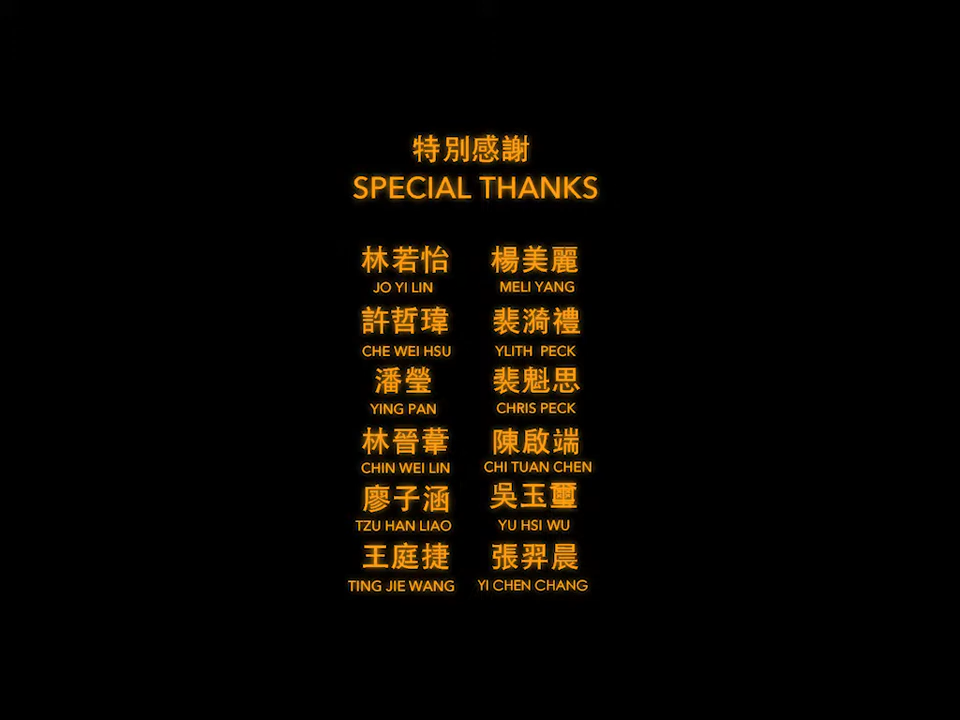 特別感謝
SPECIAL THANKS
林若怡 楊美麗
JO YI LIN MELI YANG
許哲瑋 裴漪禮
CHE WEI HSU YLITH PECK
潘瑩 裴魁思
YING PAN CHRIS PECK
林晉葦 陳啟端
CHIN WEI LIN CHI TUAN CHEN
廖子涵 吳玉璽
TZU HAN LIAO YU HSI WU
王庭捷 張羿晨
TING JIE WANG YI CHEN CHANG